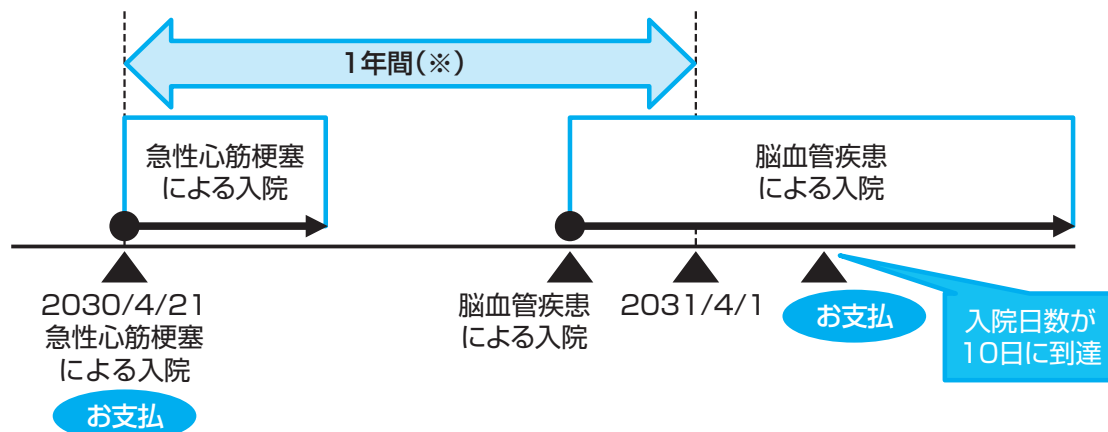 1年間(※)
急性心筋梗塞
による入院
脳血管疾患
による入院
2030/4/21
急性心筋梗塞
による入院
お支払
脳血管疾患
による入院
2031/4/1
お支払
入院日数が
10日に到達